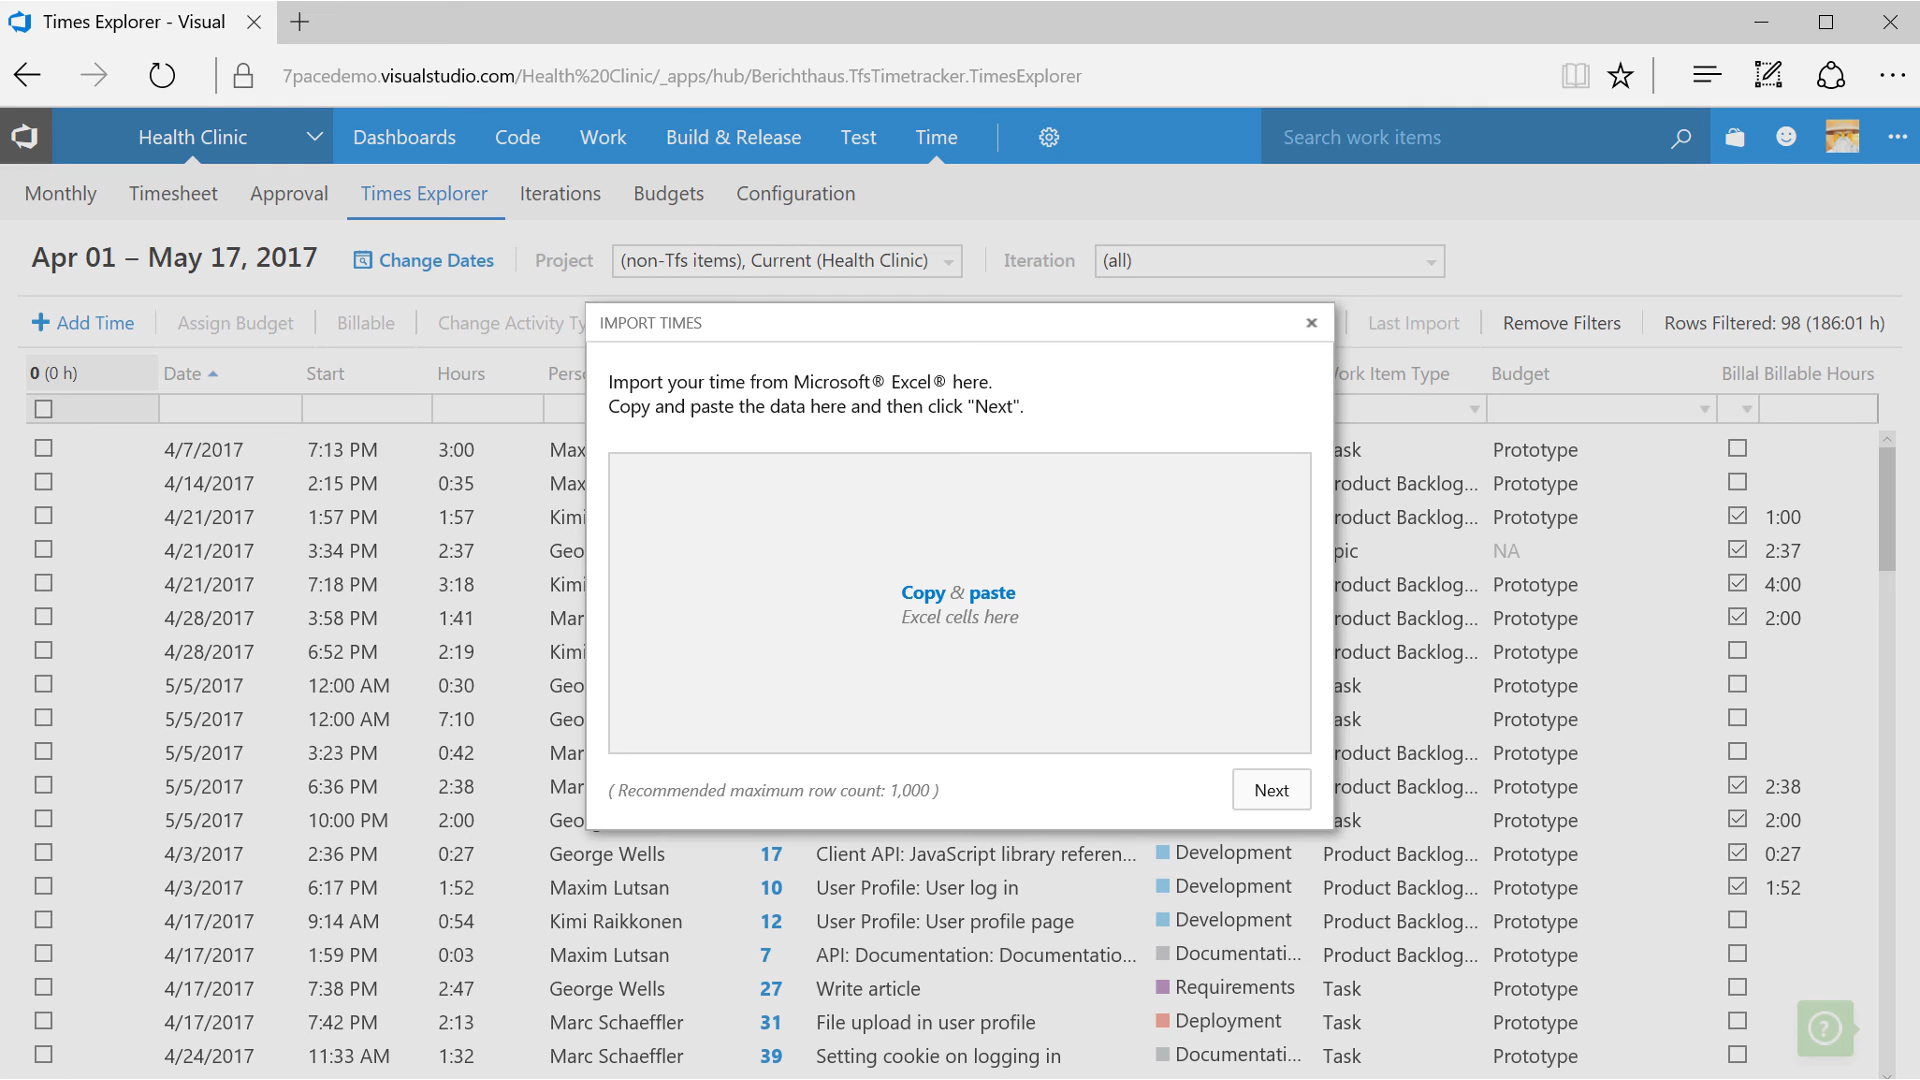 Times Explorer - Visual
7pacedemo.visualstudio.com/Health%20Clinic/_apps/hub/Berichthaus.TfsTimetracker.TimesExplorer
Health Clinic Dashboards Code Work Build & Release Test Time Search work items
Monthly Timesheet Approval Times Explorer Iterations Budgets Configuration
Apr 01 – May 17, 2017 Change Dates Project (non-Tfs items), Current (Health Clinic) Iteration (all)
+ Add Time Assign Budget Billable Change Activity Ty Last Import Remove Filters Rows Filtered: 98 (186:01 h)
0 (0 h) Date Start Hours Perso ork Item Type Budget Billal Billable Hours
IMPORT TIMES
Import your time from Microsoft® Excel® here.
Copy and paste the data here and then click "Next".
Copy & paste
Excel cells here
( Recommended maximum row count: 1,000 )
Next
4/7/2017 7:13 PM 3:00 Max ask Prototype
4/14/2017 2:15 PM 0:35 Max roduct Backlog... Prototype
4/21/2017 1:57 PM 1:57 Kimi roduct Backlog... Prototype 1:00
4/21/2017 3:34 PM 2:37 Geo pic NA 2:37
4/21/2017 7:18 PM 3:18 Kimi roduct Backlog... Prototype 4:00
4/28/2017 3:58 PM 1:41 Mar roduct Backlog... Prototype 2:00
4/28/2017 6:52 PM 2:19 Kimi roduct Backlog... Prototype
5/5/2017 12:00 AM 0:30 Geo ask Prototype
5/5/2017 12:00 AM 7:10 Geo ask Prototype
5/5/2017 3:23 PM 0:42 Mar roduct Backlog... Prototype
5/5/2017 6:36 PM 2:38 Mar roduct Backlog... Prototype 2:38
5/5/2017 10:00 PM 2:00 Geo ask Prototype 2:00
4/3/2017 2:36 PM 0:27 George Wells 17 Client API: JavaScript library referen... Development Product Backlog... Prototype 0:27
4/3/2017 6:17 PM 1:52 Maxim Lutsan 10 User Profile: User log in Development Product Backlog... Prototype 1:52
4/17/2017 9:14 AM 0:54 Kimi Raikkonen 12 User Profile: User profile page Development Product Backlog... Prototype
4/17/2017 1:59 PM 0:03 Maxim Lutsan 7 API: Documentation: Documentatio... Documentati... Product Backlog... Prototype
4/17/2017 7:38 PM 2:47 George Wells 27 Write article Requirements Task Prototype
4/17/2017 7:42 PM 2:13 Marc Schaeffler 31 File upload in user profile Deployment Task Prototype
4/24/2017 11:33 AM 1:32 Marc Schaeffler 39 Setting cookie on logging in Documentati... Task Prototype